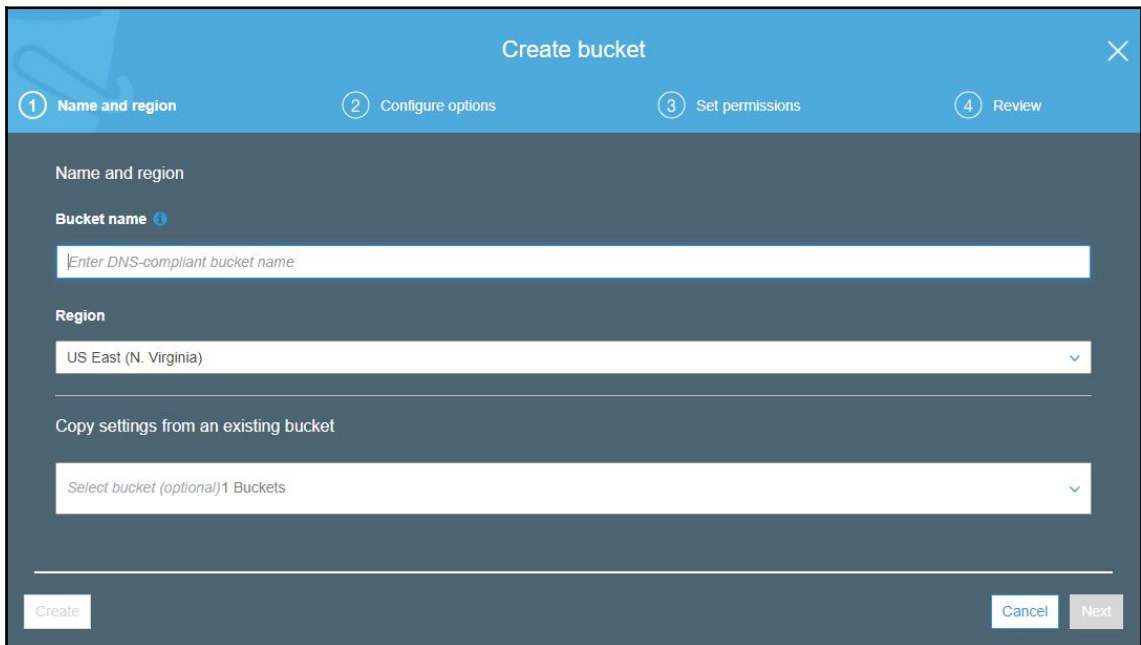 Create bucket
1 Name and region 2 Configure options 3 Set permissions 4 Review
Name and region
Bucket name
Enter DNS-compliant bucket name
Region
US East (N. Virginia)
Copy settings from an existing bucket
Select bucket (optional)1 Buckets
Create Cancel Next